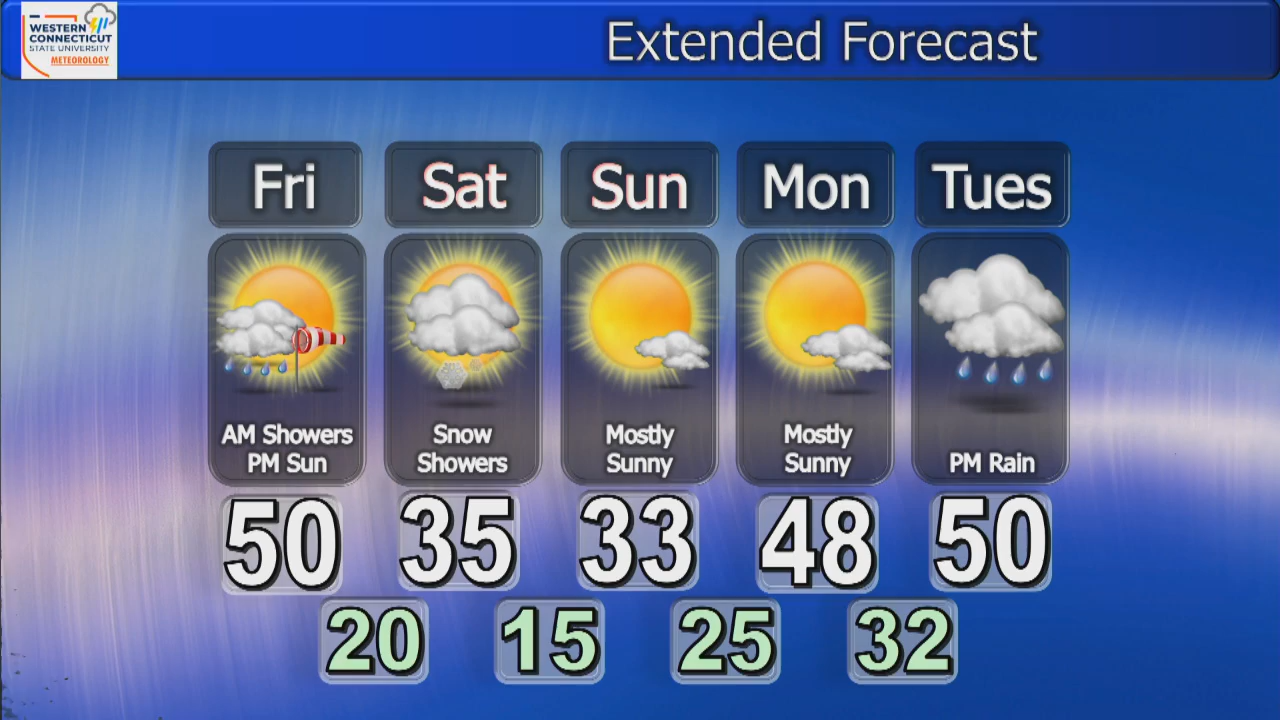 WESTERN
CONNECTICUT
STATE UNIVERSITY
METEOROLOGY
Extended Forecast
Fri Sat Sun Mon Tues
AM Showers
PM Sun
Snow
Showers
Mostly
Sunny
Mostly
Sunny
PM Rain
50 35 33 48 50
20 15 25 32